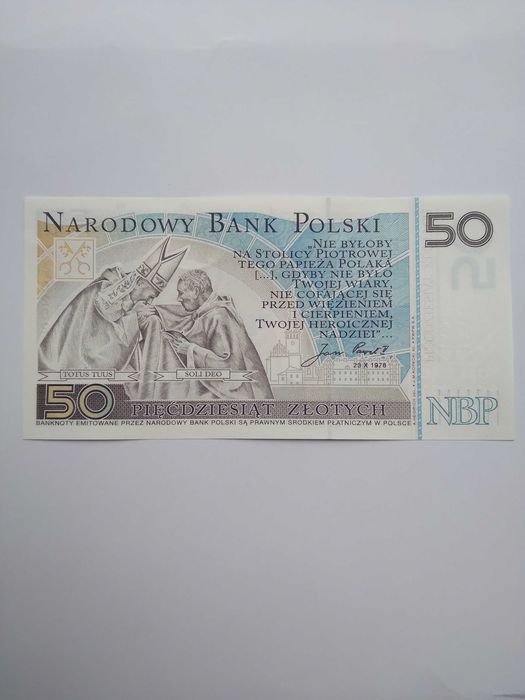 NARODOWY BANK POLSKI
50
„NIE BYŁOBY
NA STOLICY PIOTROWEJ
TEGO PAPIEŻA POLAKA
[...], GDYBY NIE BYŁO
TWOJEJ WIARY,
NIE COFAJĄCEJ SIĘ
PRZED WIĘZIENIEM
I CIERPIENIEM,
TWOJEJ HEROICZNEJ
NADZIEI"...
23 X 1978
TOTUS TUUS
SOLI DEO
50 PIĘĆDZIESIĄT ZŁOTYCH
NBP
BANKNOTY EMITOWANE PRZEZ NARODOWY BANK POLSKI SĄ PRAWNYM ŚRODKIEM PŁATNICZYM W POLSCE